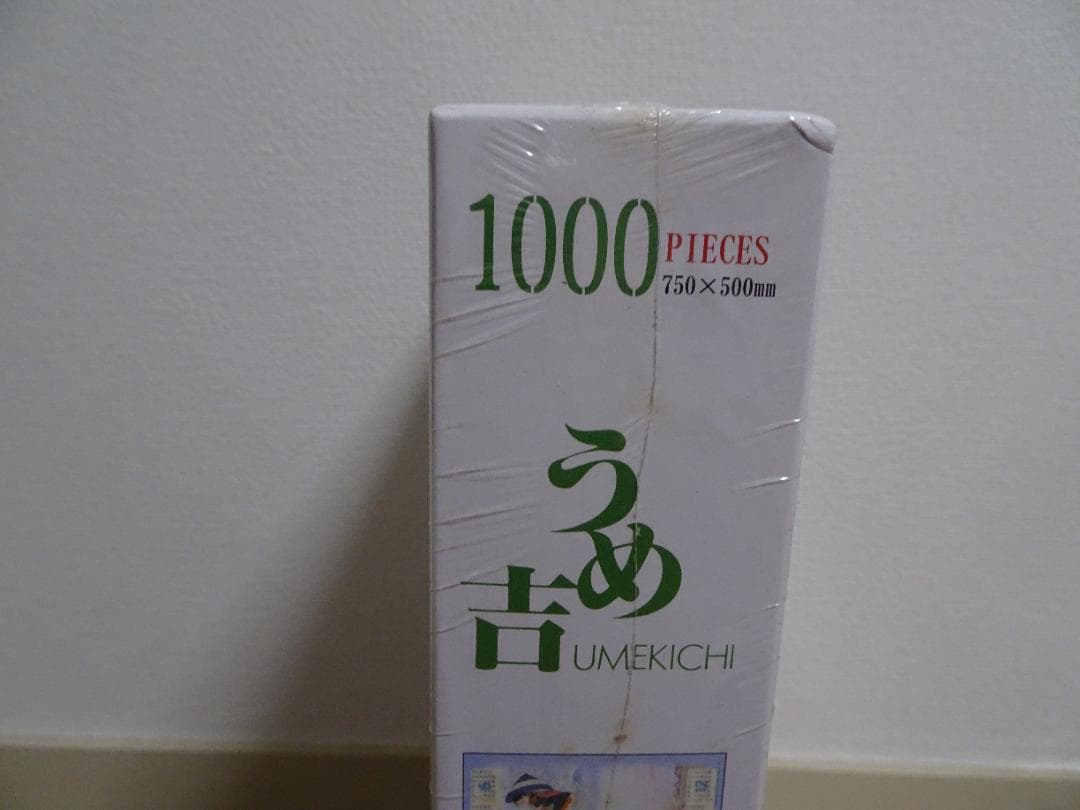 1000 PIECES
750×500mm
うめ吉
UMEKICHI